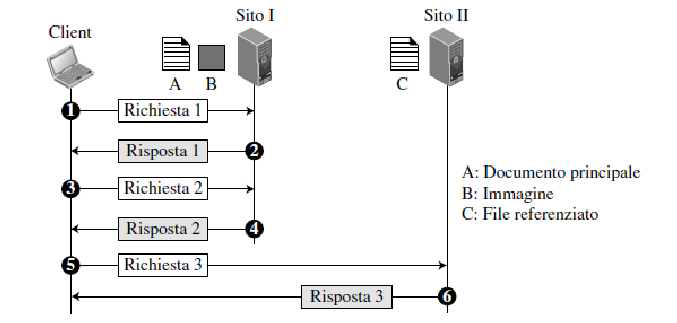 Sito I
Sito II
Client
A
B
C
1
Richiesta 1
Risposta 1
2
A: Documento principale
3
Richiesta 2
B: Immagine
C: File referenziato
Risposta 2
4
5
Richiesta 3
Risposta 3
6